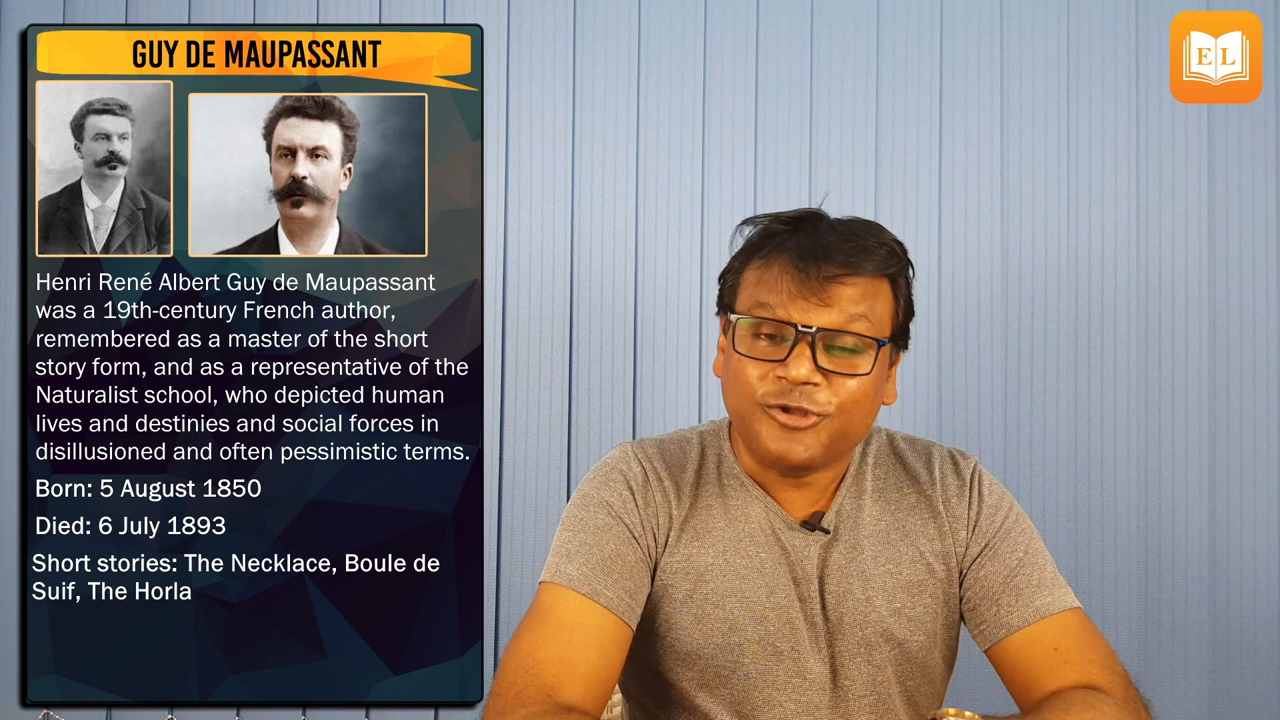 GUY DE MAUPASSANT
Henri René Albert Guy de Maupassant
was a 19th-century French author,
remembered as a master of the short
story form, and as a representative of the
Naturalist school, who depicted human
lives and destinies and social forces in
disillusioned and often pessimistic terms.
Born: 5 August 1850
Died: 6 July 1893
Short stories: The Necklace, Boule de
Suif, The Horla
E L